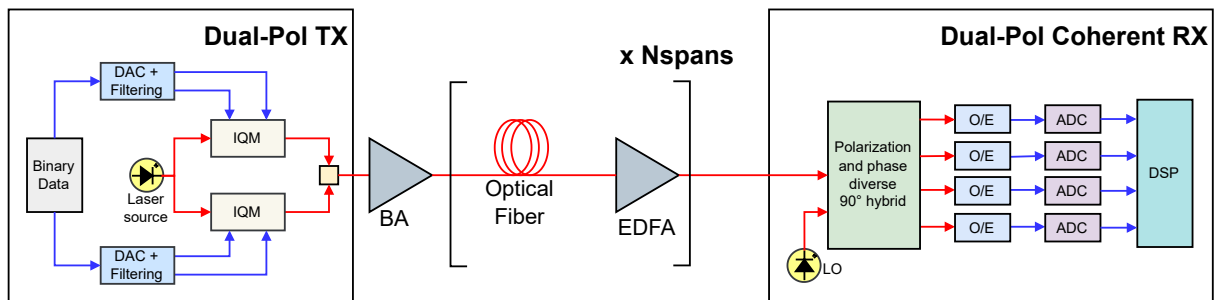 Dual-Pol TX
DAC +
Filtering
IQM
Binary
Data
Laser
source
IQM
DAC +
Filtering
BA
x Nspans
Optical
Fiber
EDFA
Dual-Pol Coherent RX
Polarization
and phase
diverse
90° hybrid
LO
O/E
ADC
O/E
ADC
O/E
ADC
O/E
ADC
DSP